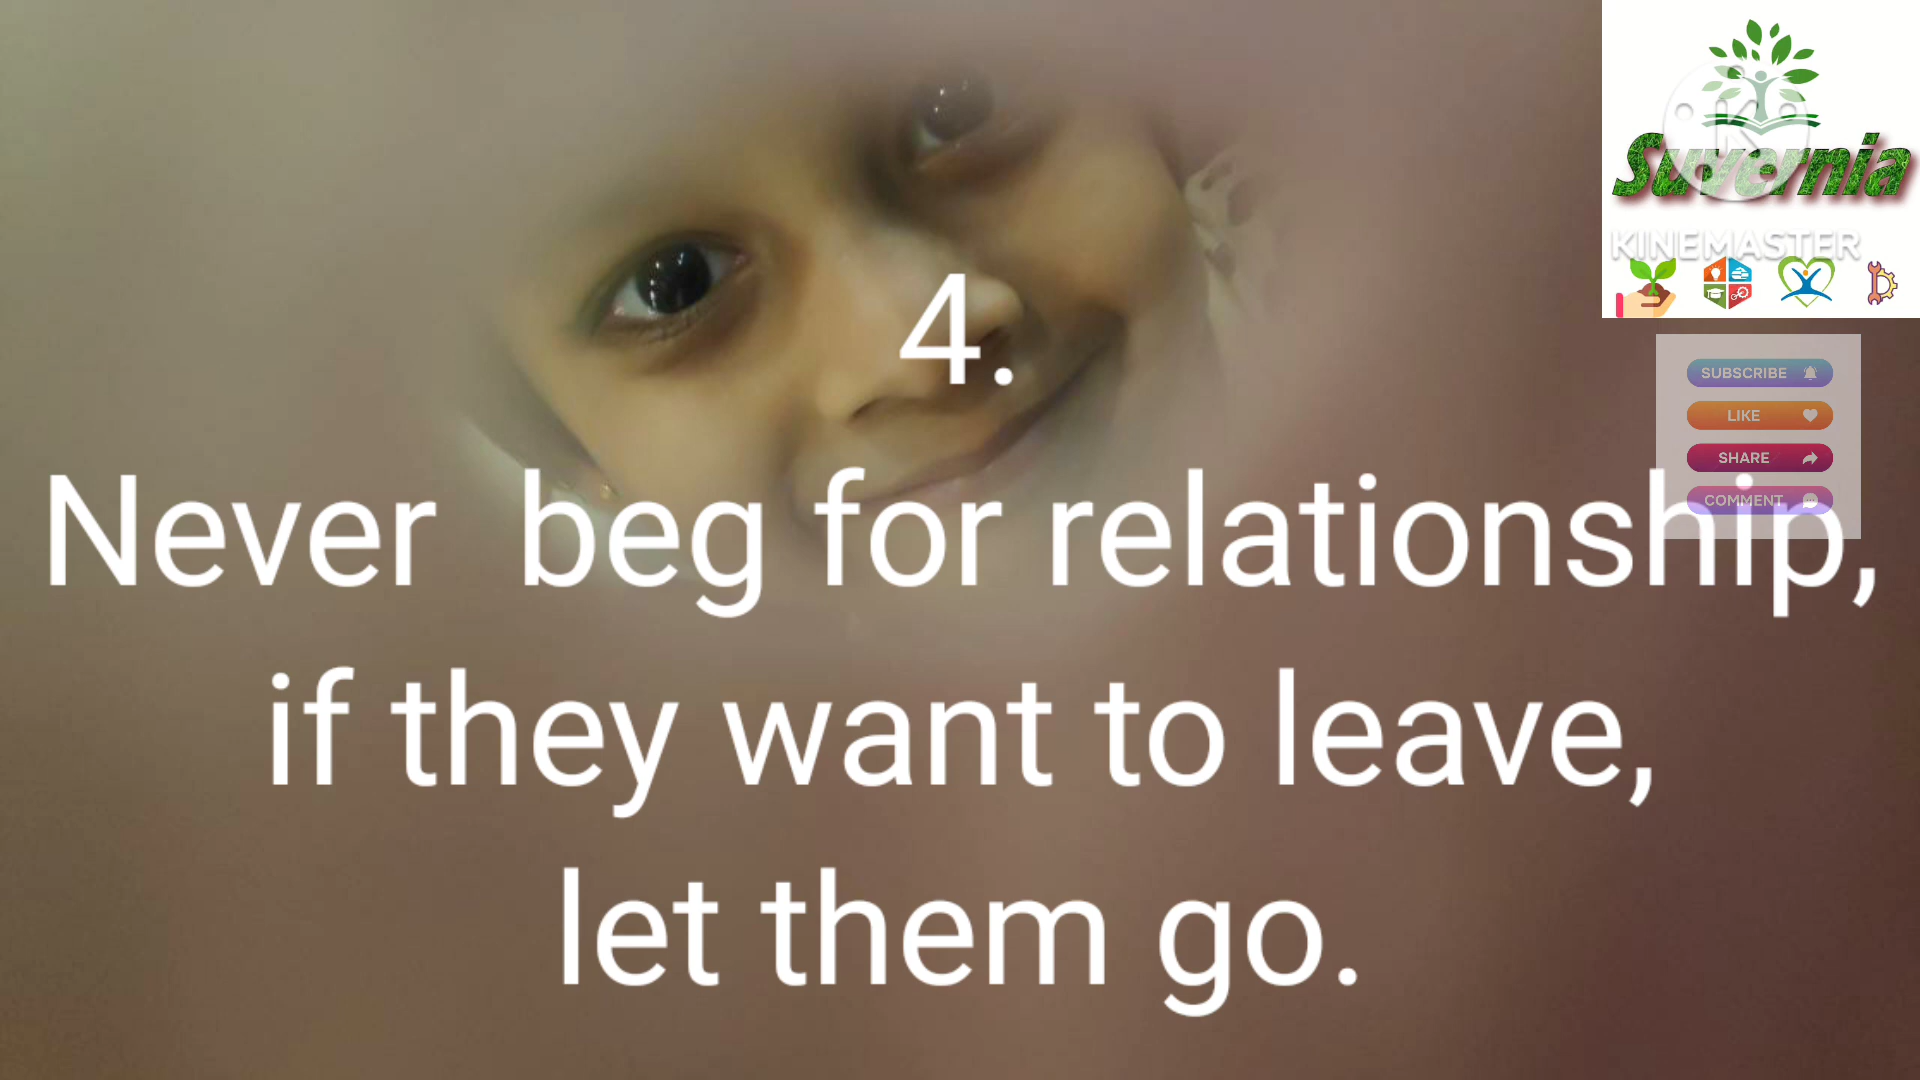 Suvernia
KINEMASTER
SUBSCRIBE
LIKE
SHARE
COMMENT
4.
Never  beg for relationship,
if they want to leave,
let them go.